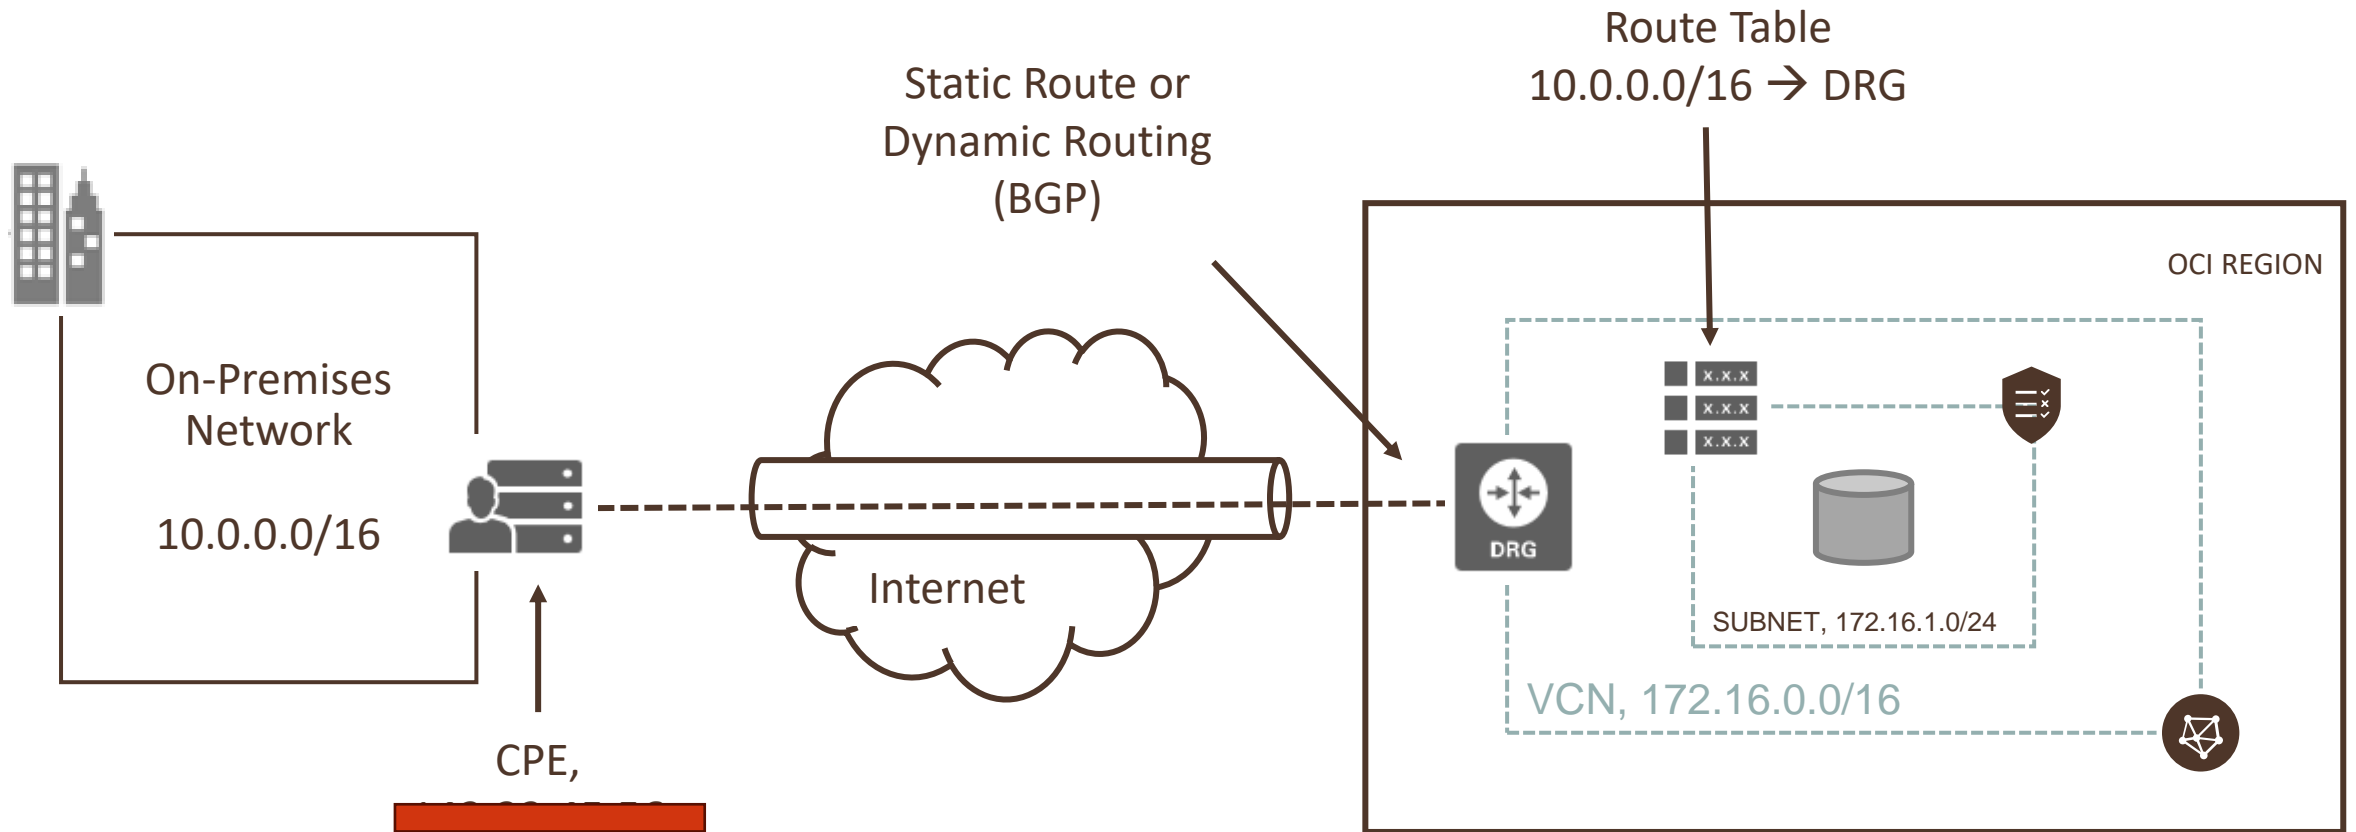 Route Table
10.0.0.0/16 → DRG
Static Route or
Dynamic Routing
(BGP)
OCI REGION
On-Premises
Network
10.0.0.0/16
x.x.x
x.x.x
x.x.x
DRG
Internet
SUBNET, 172.16.1.0/24
VCN, 172.16.0.0/16
CPE,